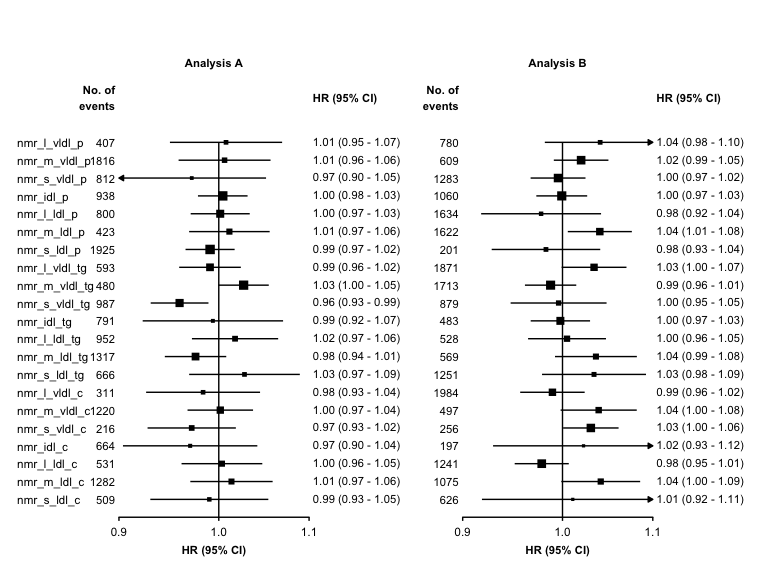 Analysis A Analysis B
No. of No. of
HR (95% CI) HR (95% CI)
events events
nmr_l_vldl_p 407 1.01 (0.95 - 1.07) 780 1.04 (0.98 - 1.10)
nmr_m_vldl_p1816 1.01 (0.96 - 1.06) 609 1.02 (0.99 - 1.05)
nmr_s_vldl_p 812 0.97 (0.90 - 1.05) 1283 1.00 (0.97 - 1.02)
nmr_idl_p 938 1.00 (0.98 - 1.03) 1060 1.00 (0.97 - 1.03)
nmr_l_ldl_p 800 1.00 (0.97 - 1.03) 1634 0.98 (0.92 - 1.04)
nmr_m_ldl_p 423 1.01 (0.97 - 1.06) 1622 1.04 (1.01 - 1.08)
nmr_s_ldl_p 1925 0.99 (0.97 - 1.02) 201 0.98 (0.93 - 1.04)
nmr_l_vldl_tg 593 0.99 (0.96 - 1.02) 1871 1.03 (1.00 - 1.07)
nmr_m_vldl_tg 480 1.03 (1.00 - 1.05) 1713 0.99 (0.96 - 1.01)
nmr_s_vldl_tg 987 0.96 (0.93 - 0.99) 879 1.00 (0.95 - 1.05)
nmr_idl_tg 791 0.99 (0.92 - 1.07) 483 1.00 (0.97 - 1.03)
nmr_l_ldl_tg 952 1.02 (0.97 - 1.06) 528 1.00 (0.96 - 1.05)
nmr_m_ldl_tg 1317 0.98 (0.94 - 1.01) 569 1.04 (0.99 - 1.08)
nmr_s_ldl_tg 666 1.03 (0.97 - 1.09) 1251 1.03 (0.98 - 1.09)
nmr_l_vldl_c 311 0.98 (0.93 - 1.04) 1984 0.99 (0.96 - 1.02)
nmr_m_vldl_c1220 1.00 (0.97 - 1.04) 497 1.04 (1.00 - 1.08)
nmr_s_vldl_c 216 0.97 (0.93 - 1.02) 256 1.03 (1.00 - 1.06)
nmr_idl_c 664 0.97 (0.90 - 1.04) 197 1.02 (0.93 - 1.12)
nmr_l_ldl_c 531 1.00 (0.96 - 1.05) 1241 0.98 (0.95 - 1.01)
nmr_m_ldl_c 1282 1.01 (0.97 - 1.06) 1075 1.04 (1.00 - 1.09)
nmr_s_ldl_c 509 0.99 (0.93 - 1.05) 626 1.01 (0.92 - 1.11)
0.9 1.0 1.1 0.9 1.0 1.1
HR (95% CI) HR (95% CI)